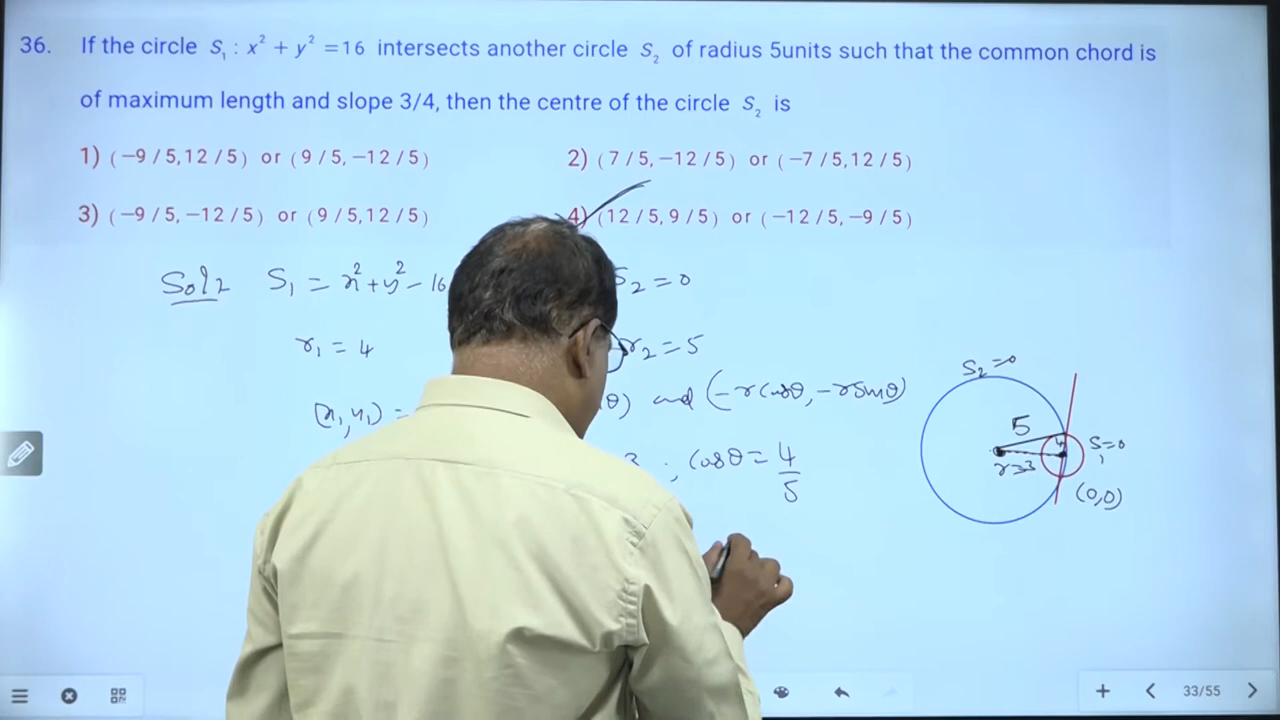 36. If the circle S₁ : x² + y² = 16 intersects another circle S₂ of radius 5units such that the common chord is
of maximum length and slope 3/4, then the centre of the circle S₂ is
1) (−9/5,12/5) or (9/5,−12/5)
2) (7/5,−12/5) or (−7/5,12/5)
3) (−9/5,−12/5) or (9/5,12/5)
4) (12/5,9/5) or (−12/5,−9/5)
Sol: S₁ = x²+y²−16 S₂ = 0
r₁ = 4 r₂ = 5
(x₁,y₁) = θ) and (−r cosθ, −r sinθ)
; cosθ = 4/5
S₂=0
5
4
r=3
S₁=0
(0,0)
33/55